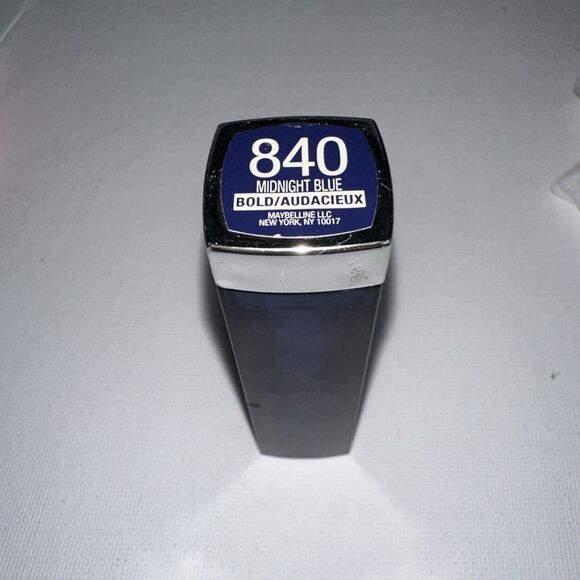 840
MIDNIGHT BLUE
BOLD/AUDACIEUX
MAYBELLINE LLC
NEW YORK, NY 10017